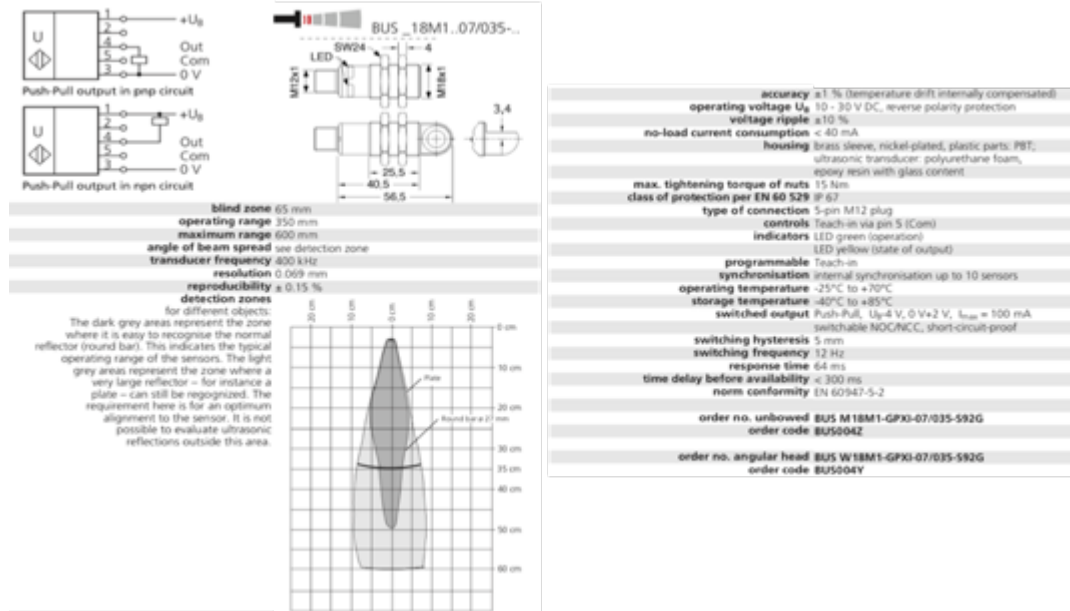 1
+U_B
2
U
4
Out
5
Com
3
0 V
Push-Pull output in pnp circuit
1
+U_B
2
U
4
Out
5
Com
3
0 V
Push-Pull output in npn circuit
BUS _18M1..07/035-..
SW24
4
LED
M12x1
M18x1
3,4
25,5
40,5
56,5
blind zone 65 mm
operating range 350 mm
maximum range 600 mm
angle of beam spread see detection zone
transducer frequency 400 kHz
resolution 0.069 mm
reproducibility ± 0.15 %
detection zones
for different objects:
The dark grey areas represent the zone
where it is easy to recognise the normal
reflector (round bar). This indicates the typical
operating range of the sensors. The light
grey areas represent the zone where a
very large reflector – for instance a
plate – can still be regognized. The
requirement here is for an optimum
alignment to the sensor. It is not
possible to evaluate ultrasonic
reflections outside this area.
20 cm
10 cm
0 cm
10 cm
20 cm
0 cm
10 cm
20 cm
30 cm
35 cm
40 cm
50 cm
60 cm
Plate
Round bar ø 27 mm
accuracy ±1 % (temperature drift internally compensated)
operating voltage U_B 10 - 30 V DC, reverse polarity protection
voltage ripple ±10 %
no-load current consumption < 40 mA
housing brass sleeve, nickel-plated, plastic parts: PBT;
ultrasonic transducer: polyurethane foam,
epoxy resin with glass content
max. tightening torque of nuts 15 Nm
class of protection per EN 60 529 IP 67
type of connection 5-pin M12 plug
controls Teach-in via pin 5 (Com)
indicators LED green (operation)
LED yellow (state of output)
programmable Teach-in
synchronisation internal synchronisation up to 10 sensors
operating temperature -25°C to +70°C
storage temperature -40°C to +85°C
switched output Push-Pull, U_B-4 V, 0 V+2 V, I_max = 100 mA
switchable NOC/NCC, short-circuit-proof
switching hysteresis 5 mm
switching frequency 12 Hz
response time 64 ms
time delay before availability < 300 ms
norm conformity EN 60947-5-2
order no. unbowed BUS M18M1-GPXI-07/035-S92G
order code BUS004Z
order no. angular head BUS W18M1-GPXI-07/035-S92G
order code BUS004Y